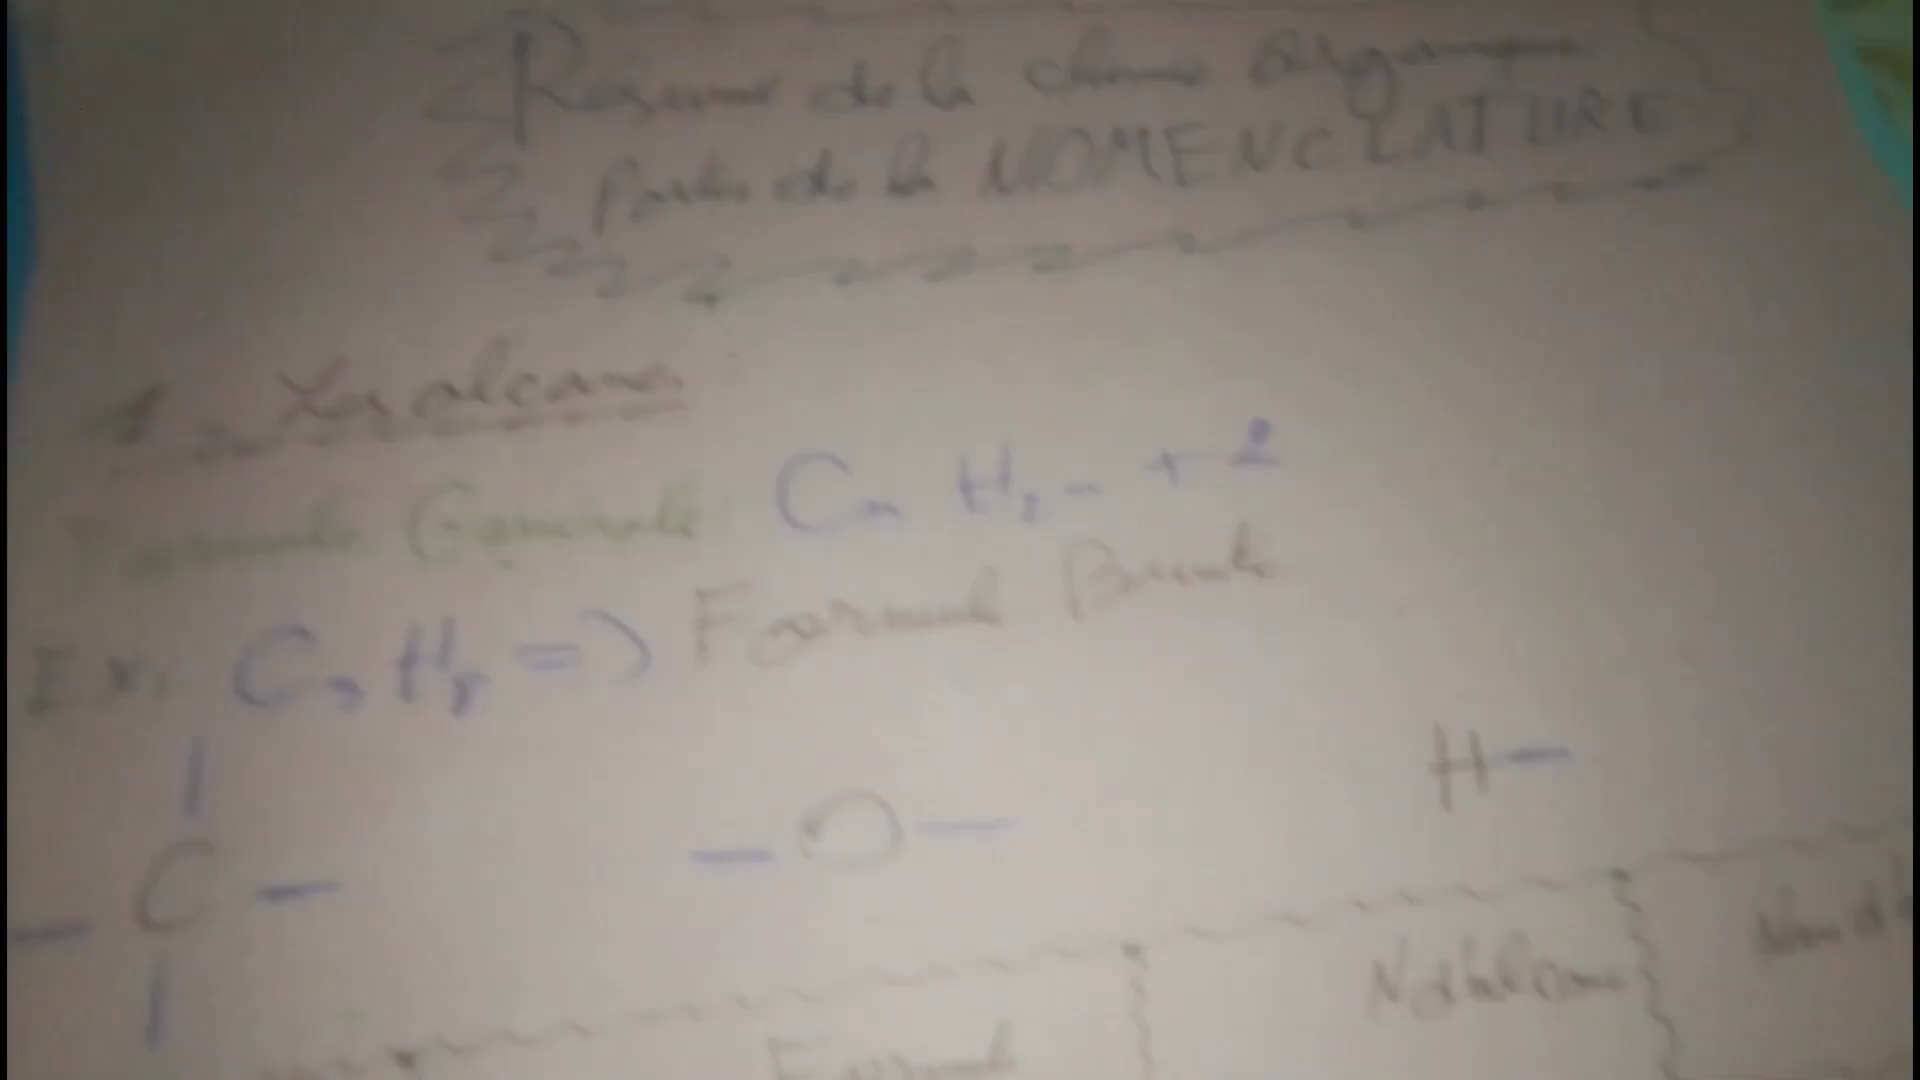 Résumé de la chimie Organique
Partie de la NOMENCLATURE
1. Les alcanes :
Formule Generale CnH2n+2
Ex: C3H8 => Formule Brute
C
-O-
H-